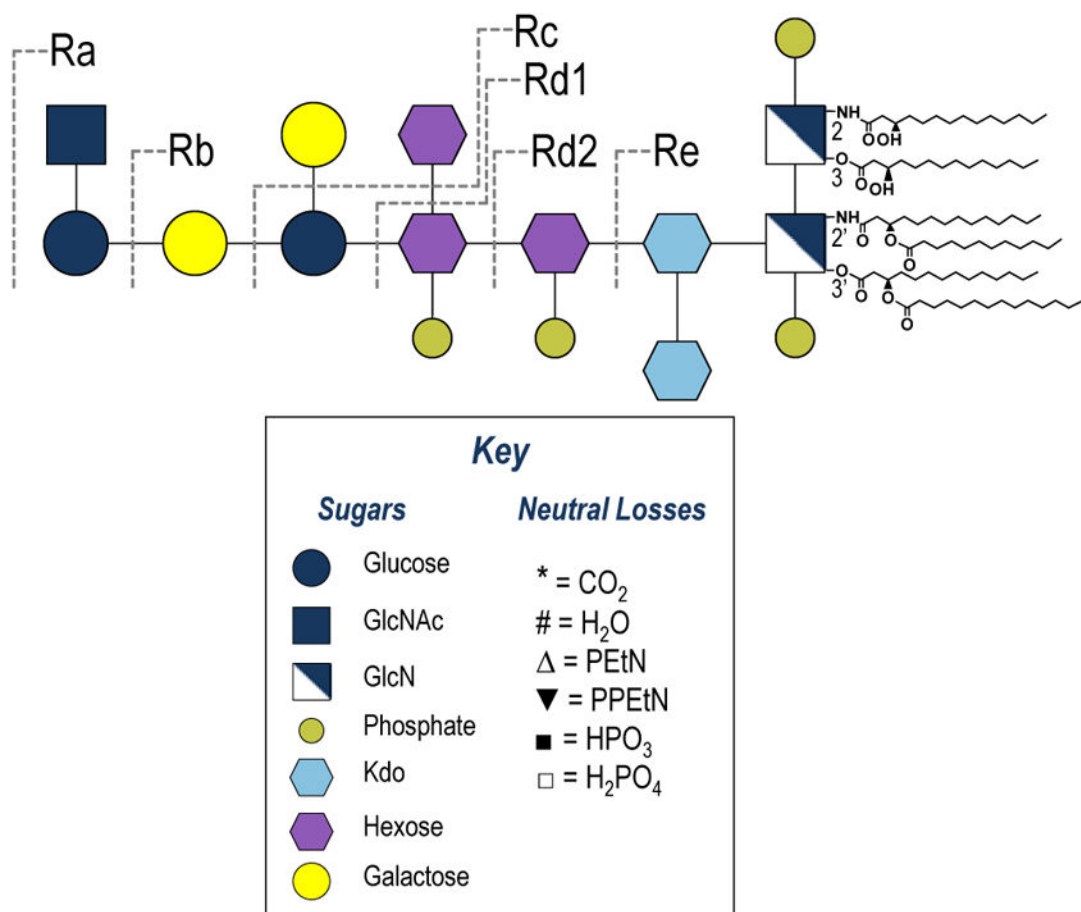 Ra
Rb
Rc
Rd1
Rd2
Re
NH
2
O
OH
O
3
O
OH
NH
2'
O
O
O
O
3'
O
O
O
Key
Sugars
Neutral Losses
Glucose
GlcNAc
GlcN
Phosphate
Kdo
Hexose
Galactose
* = CO₂
# = H₂O
Δ = PEtN
▼ = PPEtN
■ = HPO₃
□ = H₂PO₄